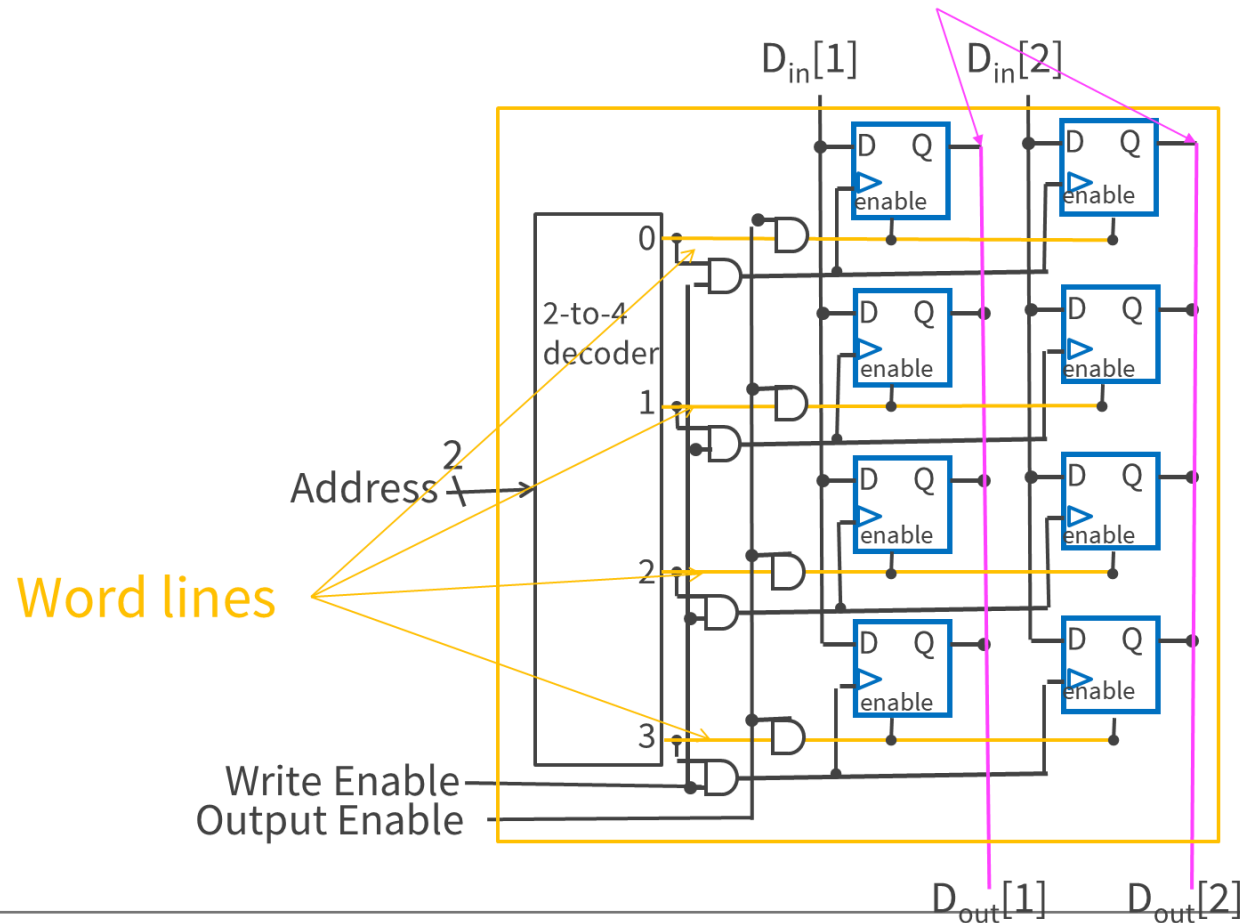 Din[1]
Din[2]
D Q
enable
D Q
enable
0
2-to-4
decoder
D Q
enable
D Q
enable
1
2
Address
D Q
enable
D Q
enable
2
Word lines
D Q
enable
D Q
enable
3
Write Enable
Output Enable
Dout[1]
Dout[2]